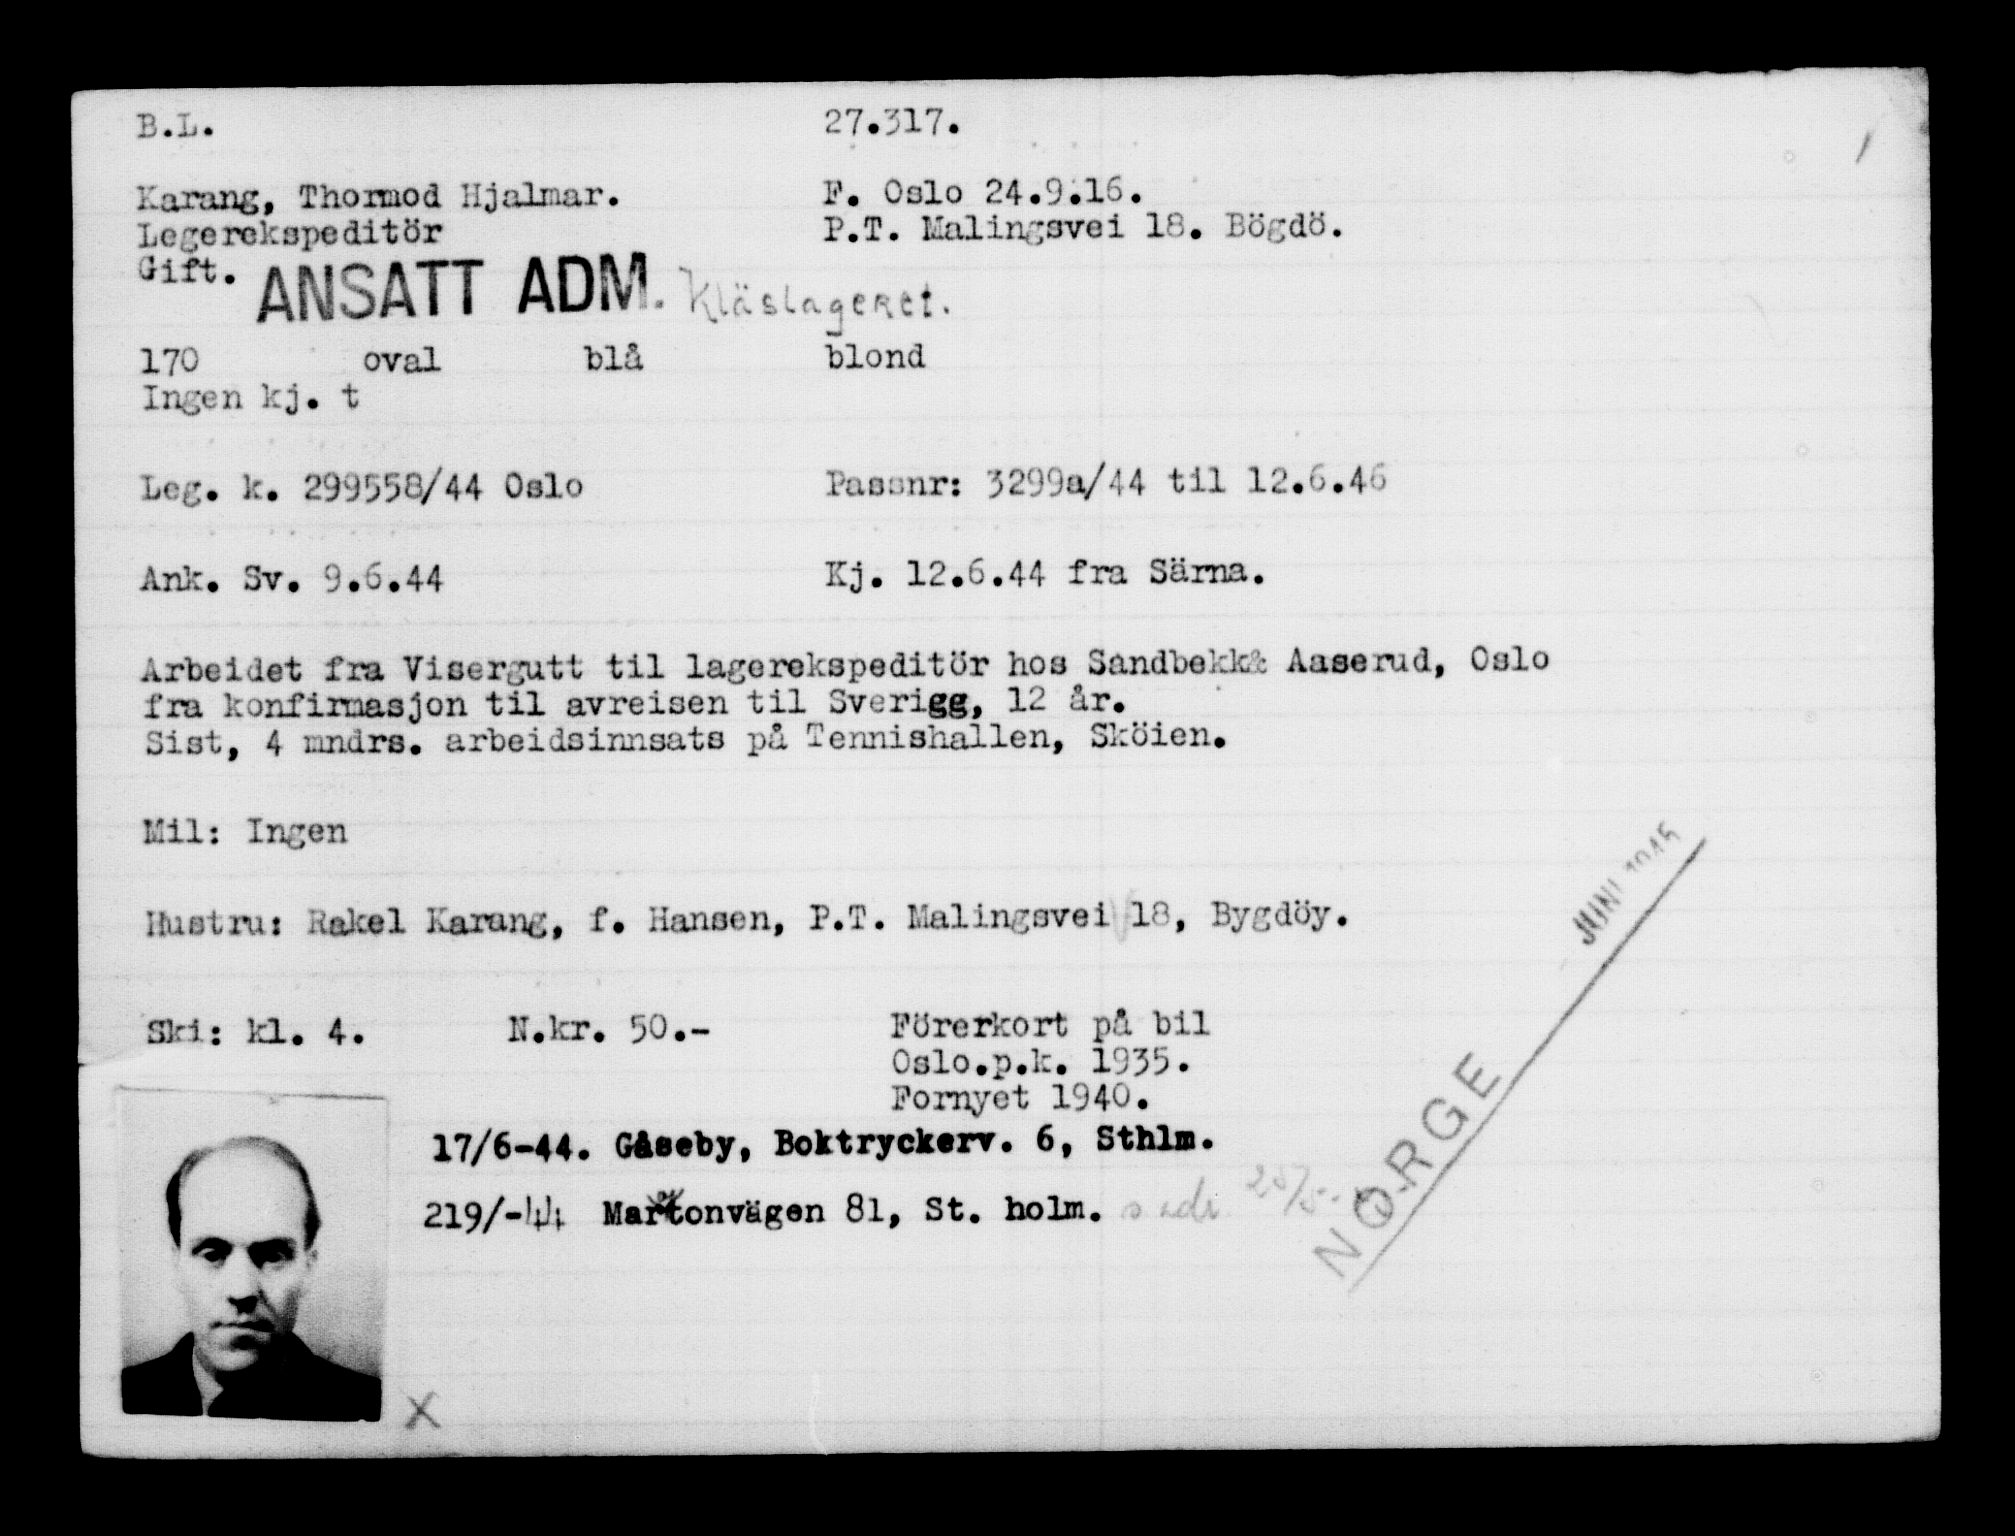 B.L. 27.317.
Karang, Thormod Hjalmar. F. Oslo 24.9.16.
Legerekspeditör P.T. Malingsvei 18. Bögdö.
Gift. ANSATT ADM. Kläslageret.
170 oval blå blond
Ingen kj. t
Leg. k. 299558/44 Oslo Passnr: 3299a/44 til 12.6.46
Ank. Sv. 9.6.44 Kj. 12.6.44 fra Särna.
Arbeidet fra Visergutt til lagerekspeditör hos Sandbekk& Aaserud, Oslo
fra konfirmasjon til avreisen til Sverigg, 12 år.
Sist, 4 mndrs. arbeidsinnsats på Tennishallen, Sköien.
Mil: Ingen
Hustru: Rakel Karang, f. Hansen, P.T. Malingsvei 18, Bygdöy.
Ski: kl. 4. N.kr. 50.- Förerkort på bil
Oslo.p.k. 1935.
Fornyet 1940.
17/6-44. Gåseby, Boktryckerv. 6, Sthlm.
219/-44 Martonvägen 81, St. holm.
NORGE
JUNI 1945
X